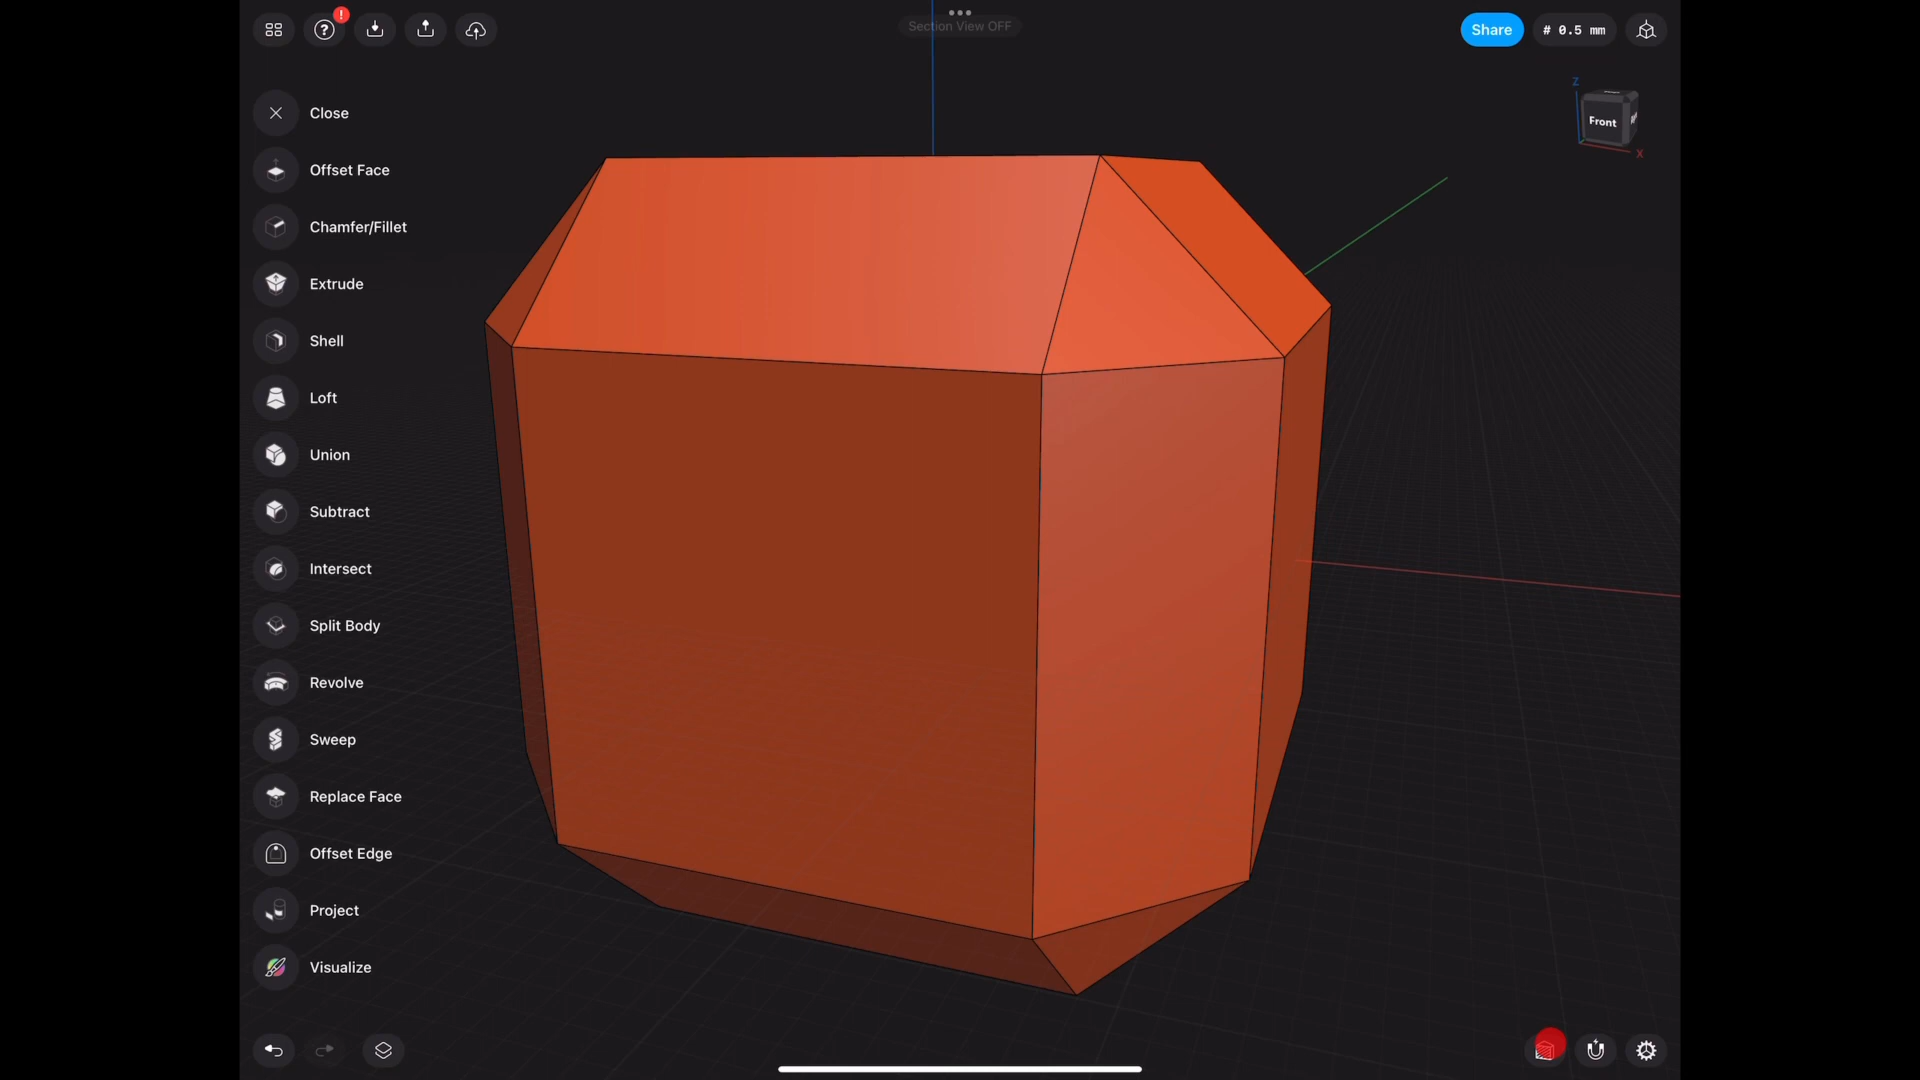 !
?
Section View OFF
Share
# 0.5 mm
Z
Front
X
Close
Offset Face
Chamfer/Fillet
Extrude
Shell
Loft
Union
Subtract
Intersect
Split Body
Revolve
Sweep
Replace Face
Offset Edge
Project
Visualize